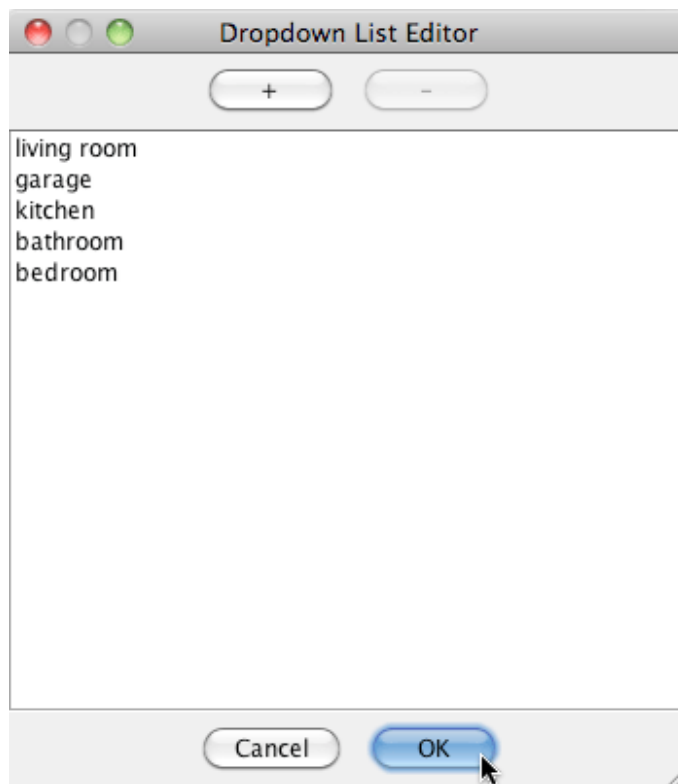 Dropdown List Editor
+ -
living room
garage
kitchen
bathroom
bedroom
Cancel OK